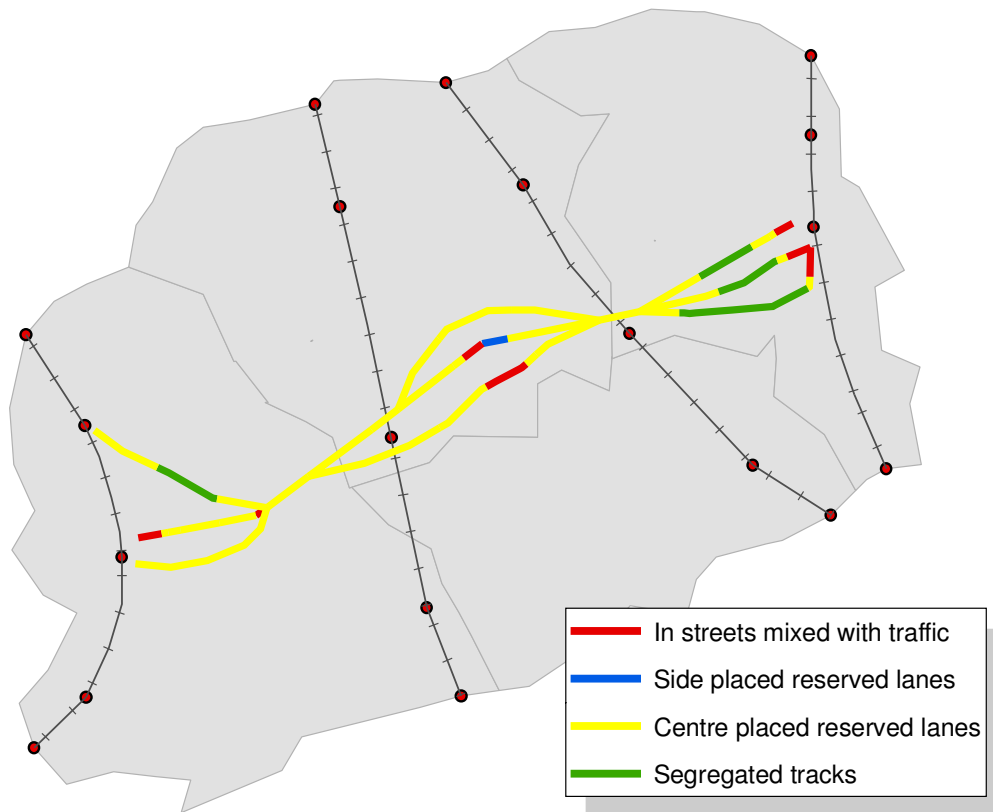 In streets mixed with traffic
Side placed reserved lanes
Centre placed reserved lanes
Segregated tracks